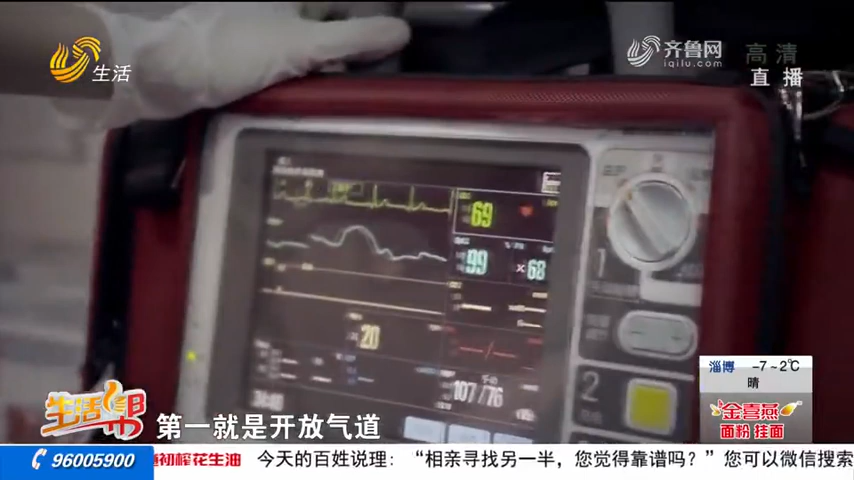 生活
齐鲁网
iqilu.com
高清
直播
69
99
68
20
107/76
1
2
淄博 -7~2℃
晴
金喜燕
面粉 挂面
生活帮
第一就是开放气道
96005900
初榨花生油
今天的百姓说理：“相亲寻找另一半，您觉得靠谱吗？”您可以微信搜索